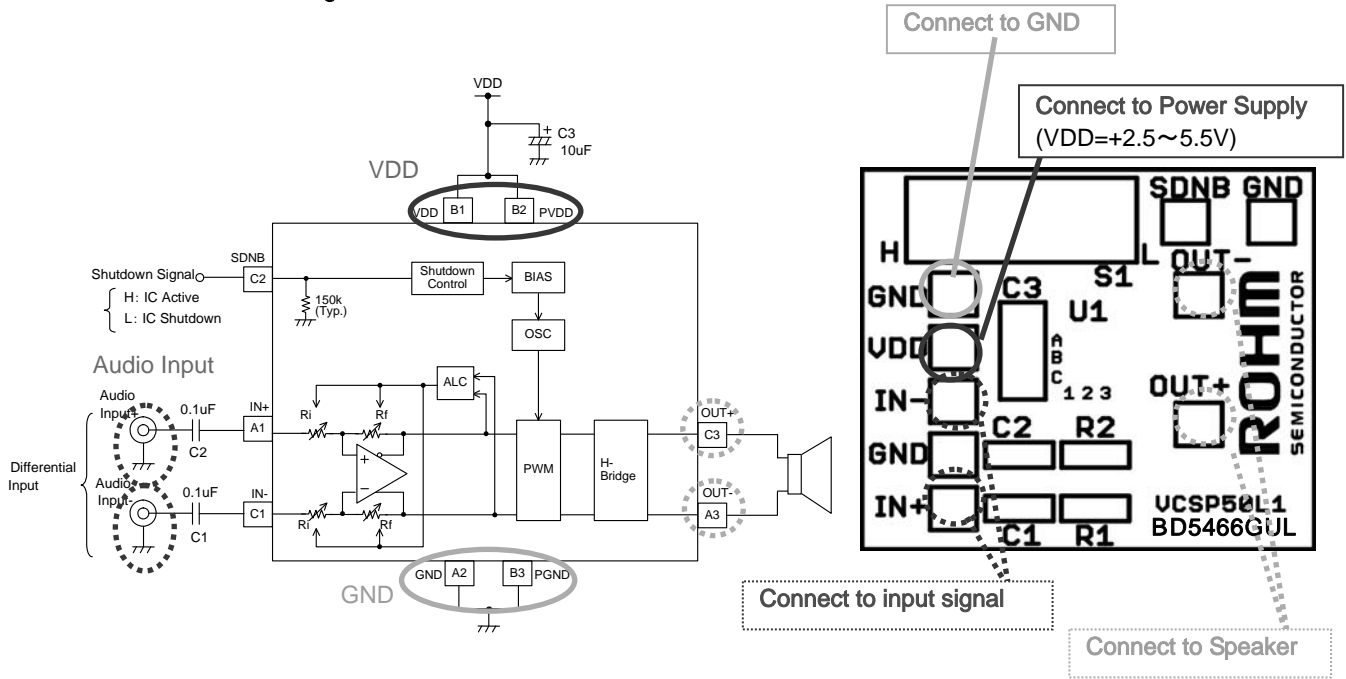 Connect to GND
VDD
Connect to Power Supply
(VDD=+2.5～5.5V)
+
C3
10uF
VDD
VDD B1 B2 PVDD
SDNB
Shutdown Signal C2
H: IC Active
L: IC Shutdown
150k
(Typ.)
Shutdown
Control
BIAS
OSC
Audio Input
Audio
Input+
0.1uF
C2
IN+
A1
Ri
Rf
ALC
Differential
Input
Audio
Input-
0.1uF
C1
IN-
C1
Ri
Rf
+
−
PWM
H-
Bridge
OUT+
C3
OUT-
A3
GND A2 B3 PGND
GND
SDNB GND
H L
S1
OUT-
GND C3
U1
VDD
A
B
C
1 2 3
IN-
OUT+
C2 R2
GND
IN+
C1 R1
VCSP50L1
BD5466GUL
ROHM
SEMICONDUCTOR
Connect to input signal
Connect to Speaker